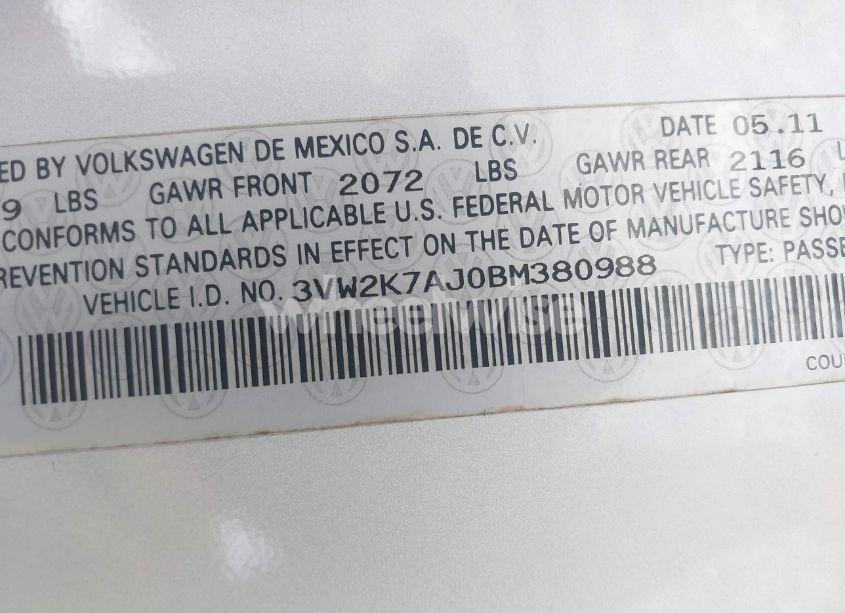 ED BY VOLKSWAGEN DE MEXICO S.A. DE C.V. DATE 05.11
9 LBS GAWR FRONT 2072 LBS GAWR REAR 2116 L
CONFORMS TO ALL APPLICABLE U.S. FEDERAL MOTOR VEHICLE SAFETY,
REVENTION STANDARDS IN EFFECT ON THE DATE OF MANUFACTURE SHO
VEHICLE I.D. NO. 3VW2K7AJ0BM380988 TYPE: PASSE
wheelwise
COU